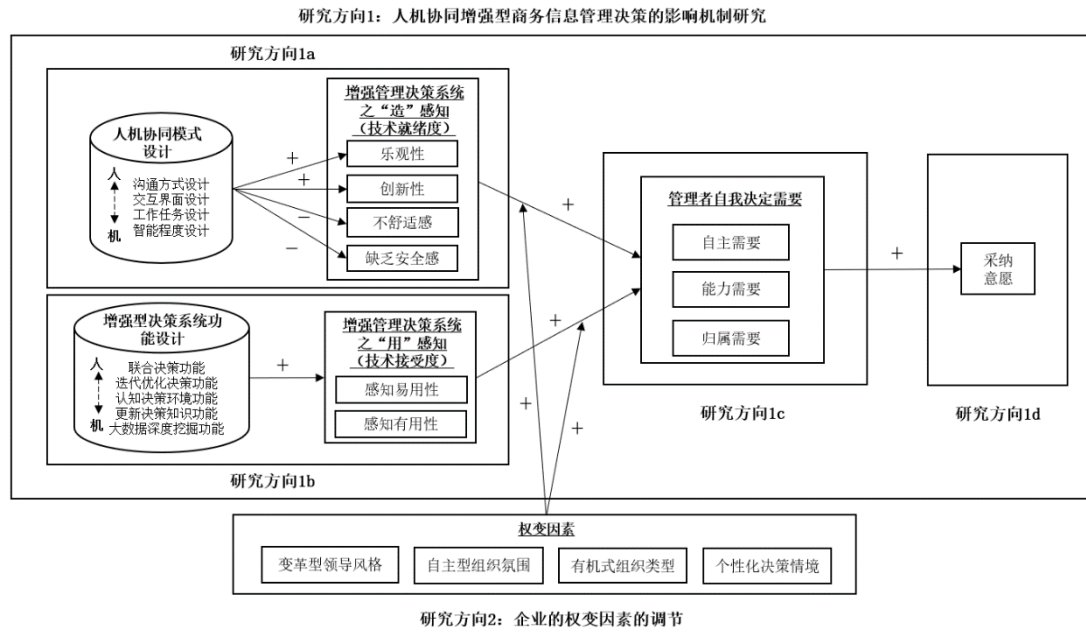 研究方向1：人机协同增强型商务信息管理决策的影响机制研究
研究方向1a
人机协同模式
设计
人
机
沟通方式设计
交互界面设计
工作任务设计
智能程度设计
+
+
−
−
增强管理决策系统
之“造”感知
（技术就绪度）
乐观性
创新性
不舒适感
缺乏安全感
增强型决策系统功
能设计
人
机
联合决策功能
迭代优化决策功能
认知决策环境功能
更新决策知识功能
大数据深度挖掘功能
+
增强管理决策系统
之“用”感知
（技术接受度）
感知易用性
感知有用性
研究方向1b
+
+
+
+
管理者自我决定需要
自主需要
能力需要
归属需要
研究方向1c
+
采纳
意愿
研究方向1d
权变因素
变革型领导风格
自主型组织氛围
有机式组织类型
个性化决策情境
研究方向2：企业的权变因素的调节